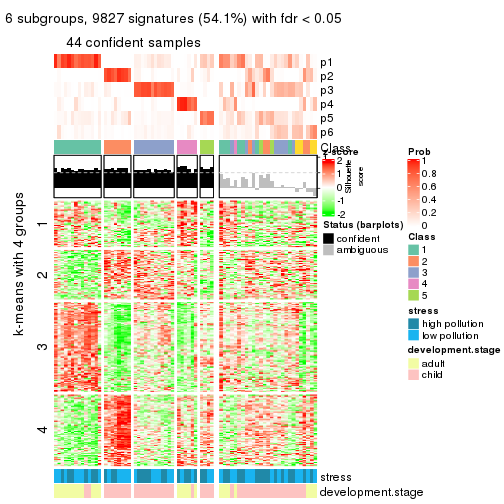 6 subgroups, 9827 signatures (54.1%) with fdr < 0.05
44 confident samples
p1
p2
p3
p4
p5
p6
Class
1
0
Silhouette
score
k-means with 4 groups
1
2
3
4
stress
development.stage
z-score
2
1
0
-1
-2
Status (barplots)
confident
ambiguous
Prob
1
0.8
0.6
0.4
0.2
0
Class
1
2
3
4
5
stress
high pollution
low pollution
development.stage
adult
child